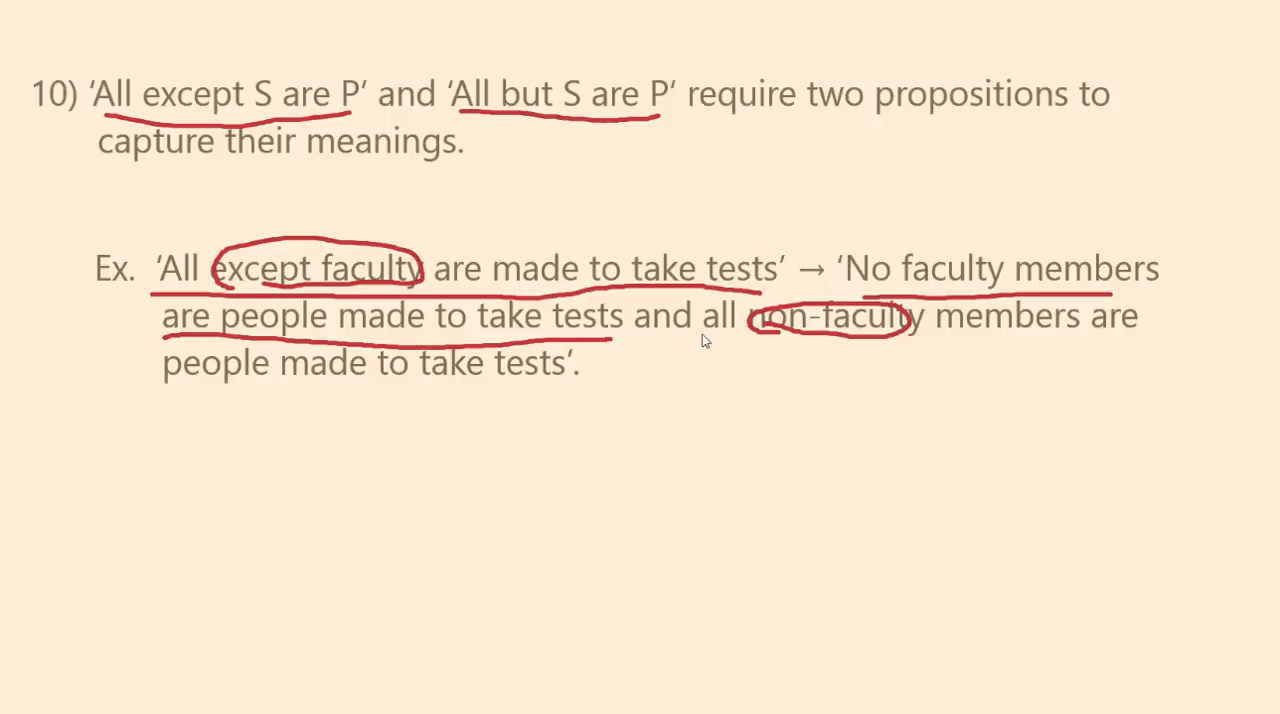 10) ‘All except S are P’ and ‘All but S are P’ require two propositions to
capture their meanings.
Ex. ‘All except faculty are made to take tests’ → ‘No faculty members
are people made to take tests and all non-faculty members are
people made to take tests’.